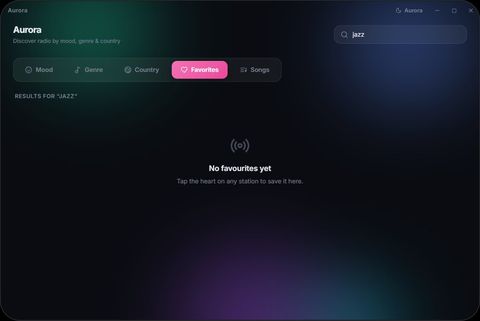 Aurora
Aurora
Aurora
Discover radio by mood, genre & country
jazz
Mood
Genre
Country
Favorites
Songs
RESULTS FOR "JAZZ"
No favourites yet
Tap the heart on any station to save it here.